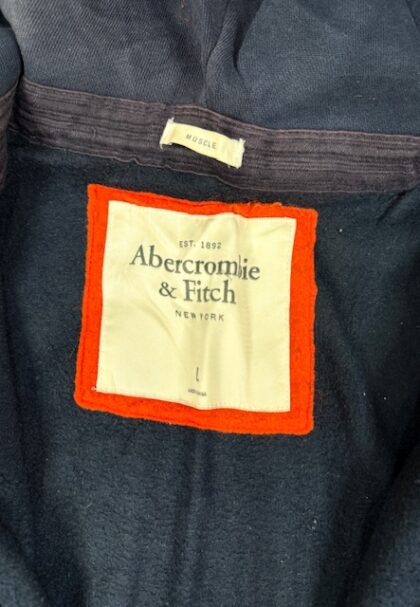 MUSCLE
EST. 1892
Abercrombie
& Fitch
NEW YORK
L